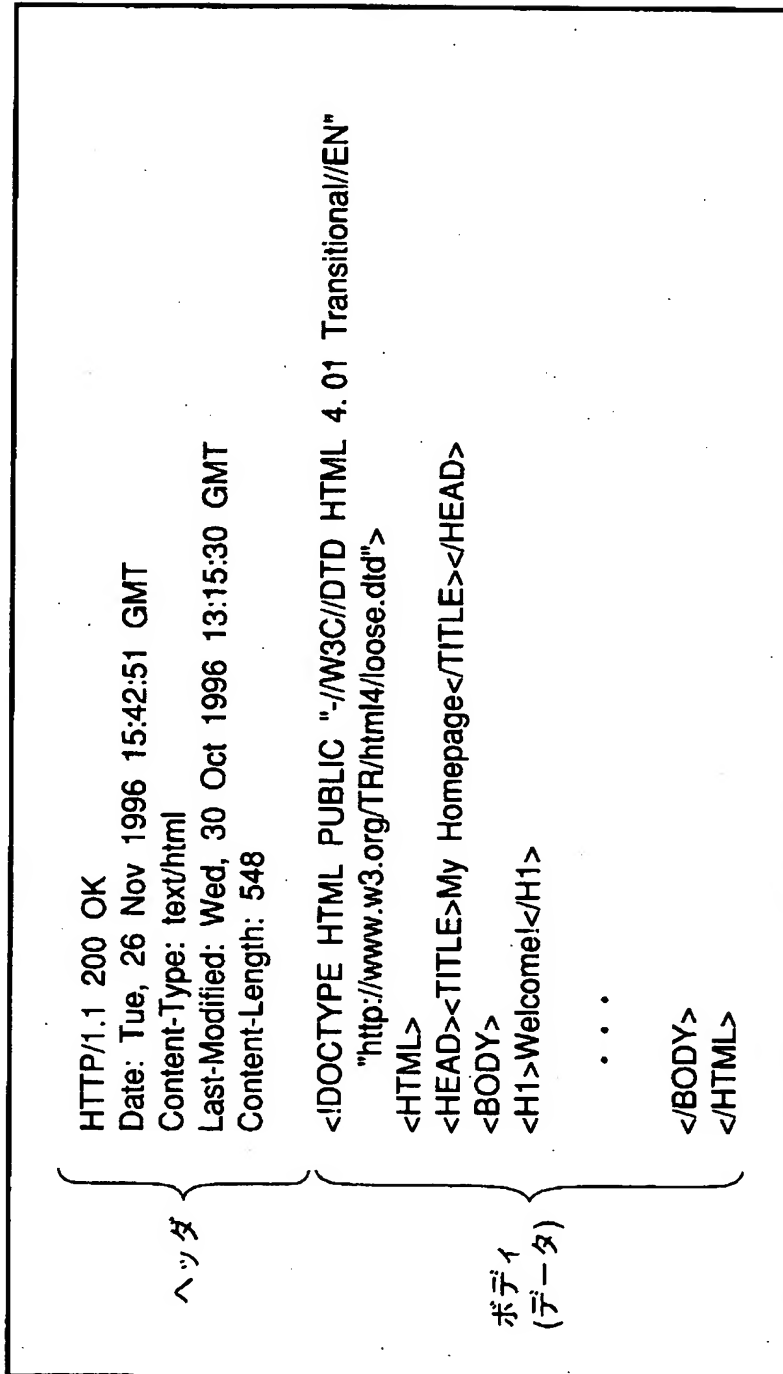 ヘッダ
HTTP/1.1 200 OK
Date: Tue, 26 Nov 1996 15:42:51 GMT
Content-Type: text/html
Last-Modified: Wed, 30 Oct 1996 13:15:30 GMT
Content-Length: 548
ボディ
(データ)
<!DOCTYPE HTML PUBLIC "-//W3C//DTD HTML 4.01 Transitional//EN"
"http://www.w3.org/TR/html4/loose.dtd">
<HTML>
<HEAD><TITLE>My Homepage</TITLE></HEAD>
<BODY>
<H1>Welcome!</H1>
...
</BODY>
</HTML>